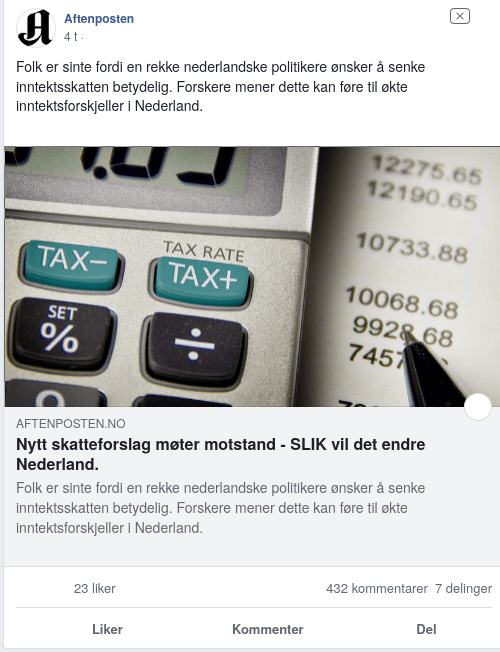 Aftenposten
4 t ·
Folk er sinte fordi en rekke nederlandske politikere ønsker å senke
inntektsskatten betydelig. Forskere mener dette kan føre til økte
inntektsforskjeller i Nederland.
12275.65
12190.65
10733.88
10068.68
9928.68
TAX−
TAX RATE
TAX+
SET
%
÷
AFTENPOSTEN.NO
Nytt skatteforslag møter motstand - SLIK vil det endre
Nederland.
Folk er sinte fordi en rekke nederlandske politikere ønsker å senke
inntektsskatten betydelig. Forskere mener dette kan føre til økte
inntektsforskjeller i Nederland.
23 liker
432 kommentarer 7 delinger
Liker Kommenter Del